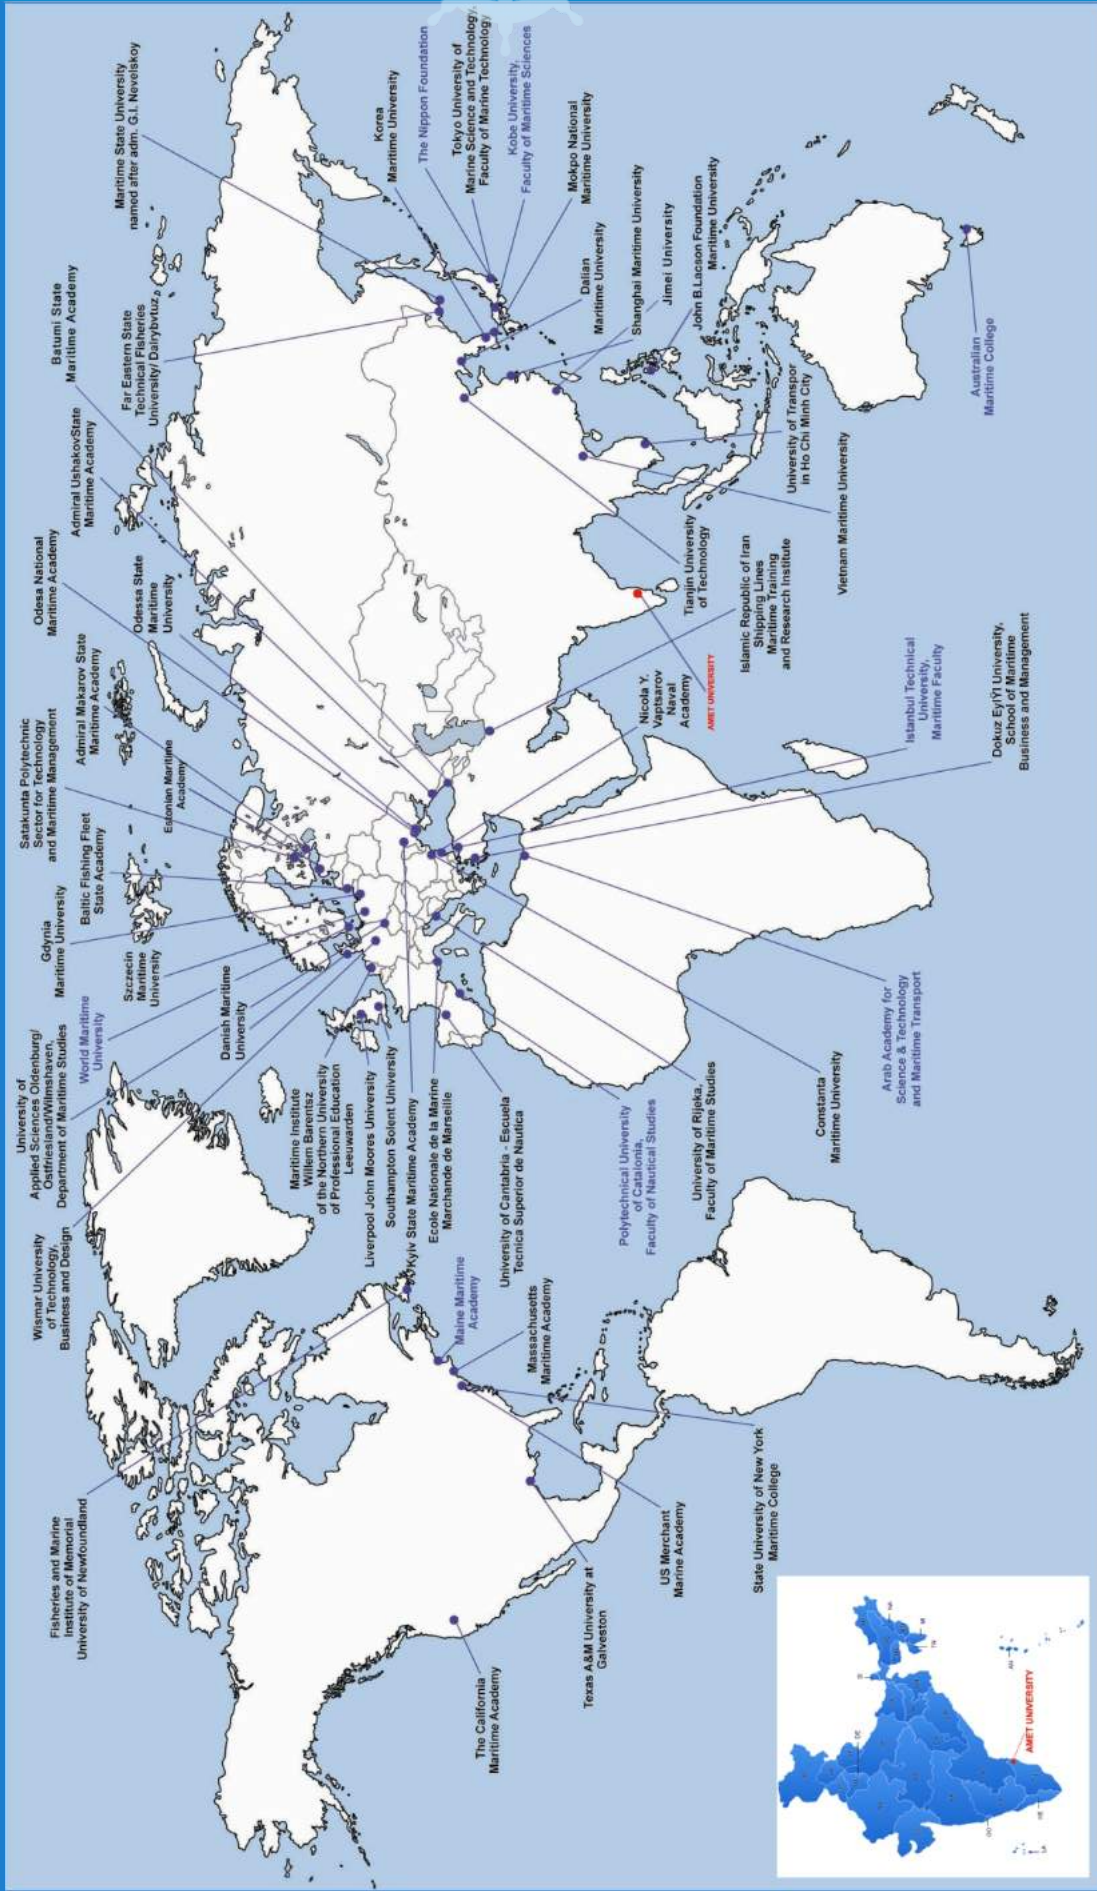 Fisheries and Marine
Institute of Memorial
University of Newfoundland
Wismar University
of Technology,
Business and Design
University of
Applied Sciences Oldenburg/
Ostfriesland/Wilmshaven,
Department of Maritime Studies
World Maritime
University
Gdynia
Maritime University
Szczecin
Maritime
University
Danish Maritime
University
Satakunta Polytechnic
Sector for Technology
and Maritime Management
Baltic Fishing Fleet
State Academy
Admiral Makarov State
Maritime Academy
Estonian Maritime
Academy
Odesa National
Maritime Academy
Odessa State
Maritime
University
Admiral UshakovState
Maritime Academy
Batumi State
Maritime Academy
Far Eastern State
Technical Fisheries
University/ Dalrybvtuz
Maritime State University
named after adm. G.I. Nevelskoy
Korea
Maritime University
The Nippon Foundation
Tokyo University of
Marine Science and Technology,
Faculty of Marine Technology
Kobe University,
Faculty of Maritime Sciences
Mokpo National
Maritime University
Dalian
Maritime University
Shanghai Maritime University
Jimei University
John B.Lacson Foundation
Maritime University
Australian
Maritime College
University of Transpor
in Ho Chi Minh City
Vietnam Maritime University
Tianjin University
of Technology
Islamic Republic of Iran
Shipping Lines
Maritime Training
and Research Institute
AMET UNIVERSITY
Nicola Y.
Vaptsarov
Naval
Academy
Istanbul Technical
University,
Maritime Faculty
Dokuz EylÝl University,
School of Maritime
Business and Management
Maritime Institute
Willem Barentsz
of the Northern University
of Professional Education
Leeuwarden
Liverpool John Moores University
Southampton Solent University
Kyiv State Maritime Academy
Ecole Nationale de la Marine
Marchande de Marseille
University of Cantabria - Escuela
Tecnica Superior de Nautica
Polytechnical University
of Catalonia,
Faculty of Nautical Studies
University of Rijeka,
Faculty of Maritime Studies
Constanta
Maritime University
Arab Academy for
Science & Technology
and Maritime Transport
Maine Maritime
Academy
Massachusetts
Maritime Academy
State University of New York
Maritime College
US Merchant
Marine Academy
Texas A&M University at
Galveston
The California
Maritime Academy
AMET UNIVERSITY
DE
GO
KE